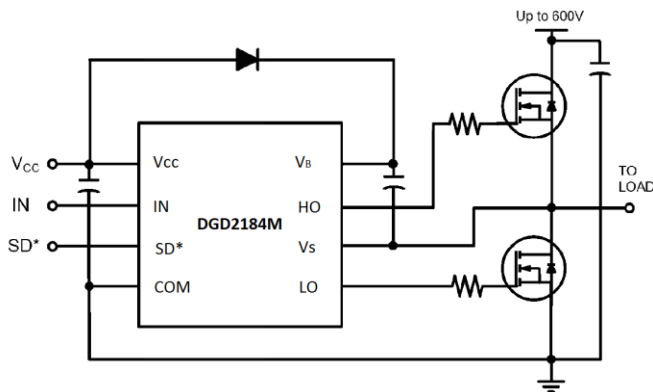 Up to 600V
Vcc
Vcc
VB
TO
LOAD
IN
IN
HO
DGD2184M
SD*
SD*
Vs
COM
LO